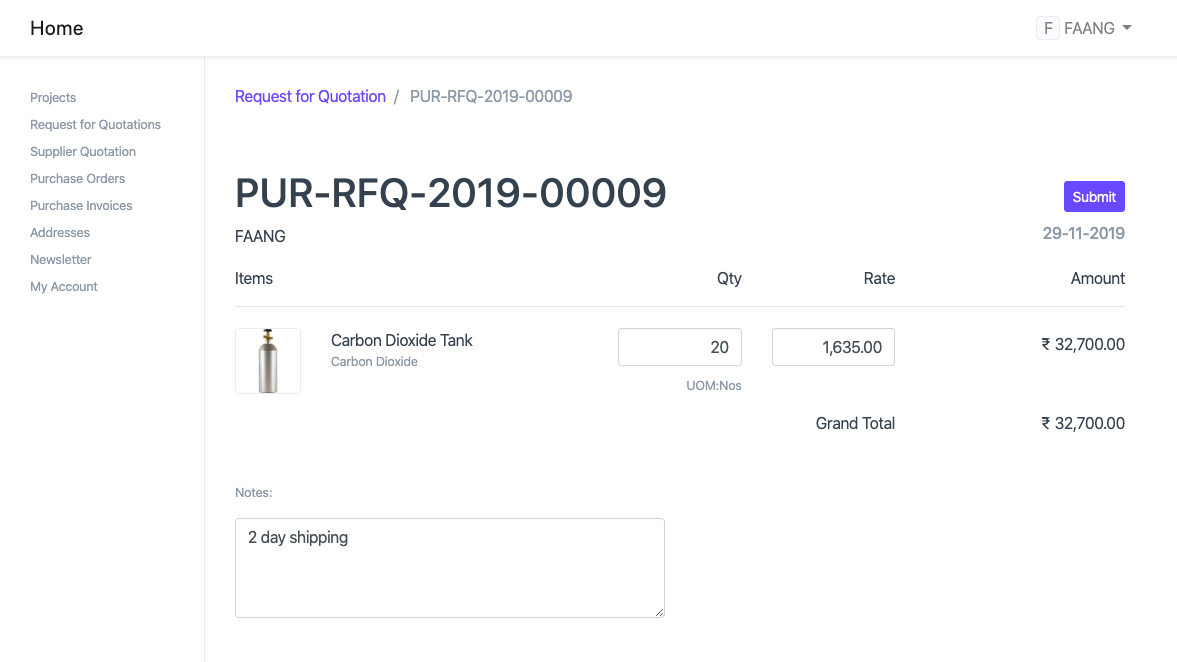 Home
F FAANG
Projects
Request for Quotations
Supplier Quotation
Purchase Orders
Purchase Invoices
Addresses
Newsletter
My Account
Request for Quotation / PUR-RFQ-2019-00009
PUR-RFQ-2019-00009
Submit
FAANG
29-11-2019
Items Qty Rate Amount
Carbon Dioxide Tank 20 1,635.00 ₹ 32,700.00
Carbon Dioxide
UOM:Nos
Grand Total ₹ 32,700.00
Notes:
2 day shipping